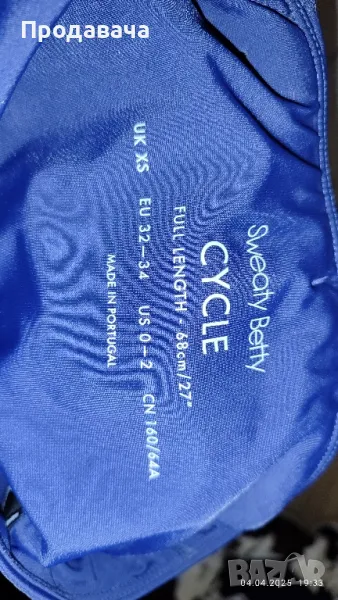 Продавача
Sweaty Betty
CYCLE
FULL LENGTH - 68cm/27"
UK XS EU 32–34 US 0–2 CN 160/64A
MADE IN PORTUGAL
BAZAR
04.04.2025 19:33